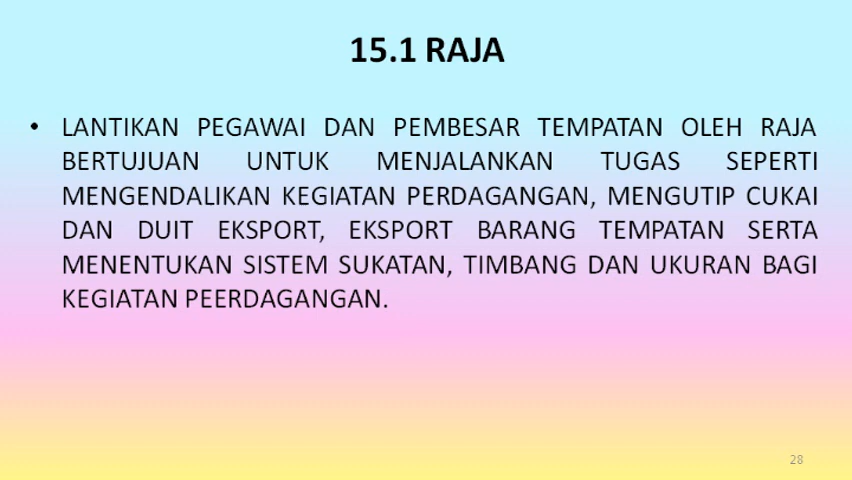 15.1 RAJA
• LANTIKAN PEGAWAI DAN PEMBESAR TEMPATAN OLEH RAJA
BERTUJUAN UNTUK MENJALANKAN TUGAS SEPERTI
MENGENDALIKAN KEGIATAN PERDAGANGAN, MENGUTIP CUKAI
DAN DUIT EKSPORT, EKSPORT BARANG TEMPATAN SERTA
MENENTUKAN SISTEM SUKATAN, TIMBANG DAN UKURAN BAGI
KEGIATAN PEERDAGANGAN.
28